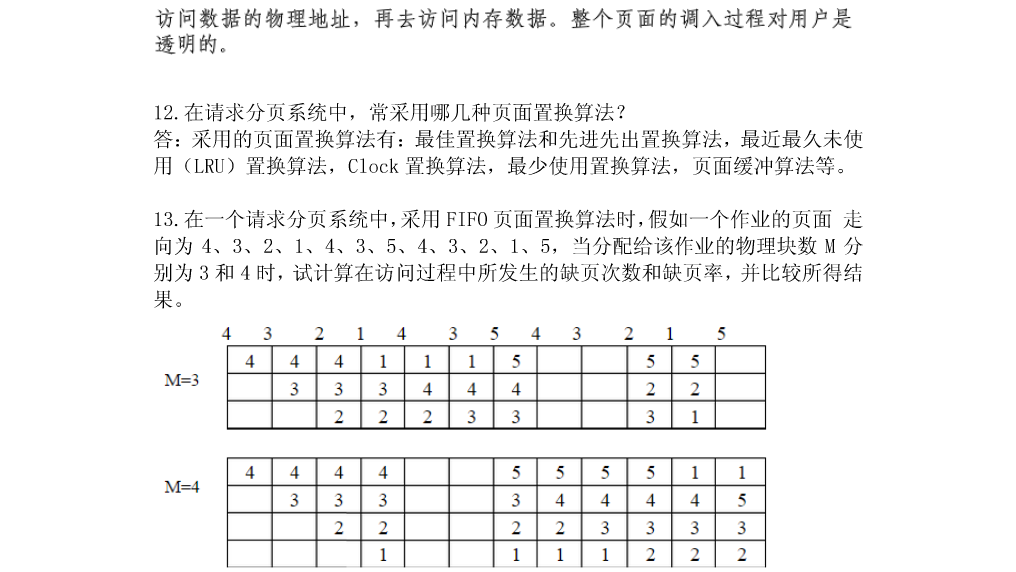 访问数据的物理地址，再去访问内存数据。整个页面的调入过程对用户是
透明的。
12.在请求分页系统中，常采用哪几种页面置换算法？
答：采用的页面置换算法有：最佳置换算法和先进先出置换算法，最近最久未使
用（LRU）置换算法，Clock 置换算法，最少使用置换算法，页面缓冲算法等。
13.在一个请求分页系统中,采用 FIFO 页面置换算法时,假如一个作业的页面 走
向为 4、3、2、1、4、3、5、4、3、2、1、5，当分配给该作业的物理块数 M 分
别为 3 和 4 时,试计算在访问过程中所发生的缺页次数和缺页率,并比较所得结
果。
4 3 2 1 4 3 5 4 3 2 1 5
4 4 4 1 1 1 5 5 5
M=3
3 3 3 4 4 4 2 2
2 2 2 3 3 3 1
4 4 4 4 5 5 5 5 1 1
M=4
3 3 3 3 4 4 4 4 5
2 2 2 2 3 3 3 3
1 1 1 1 2 2 2